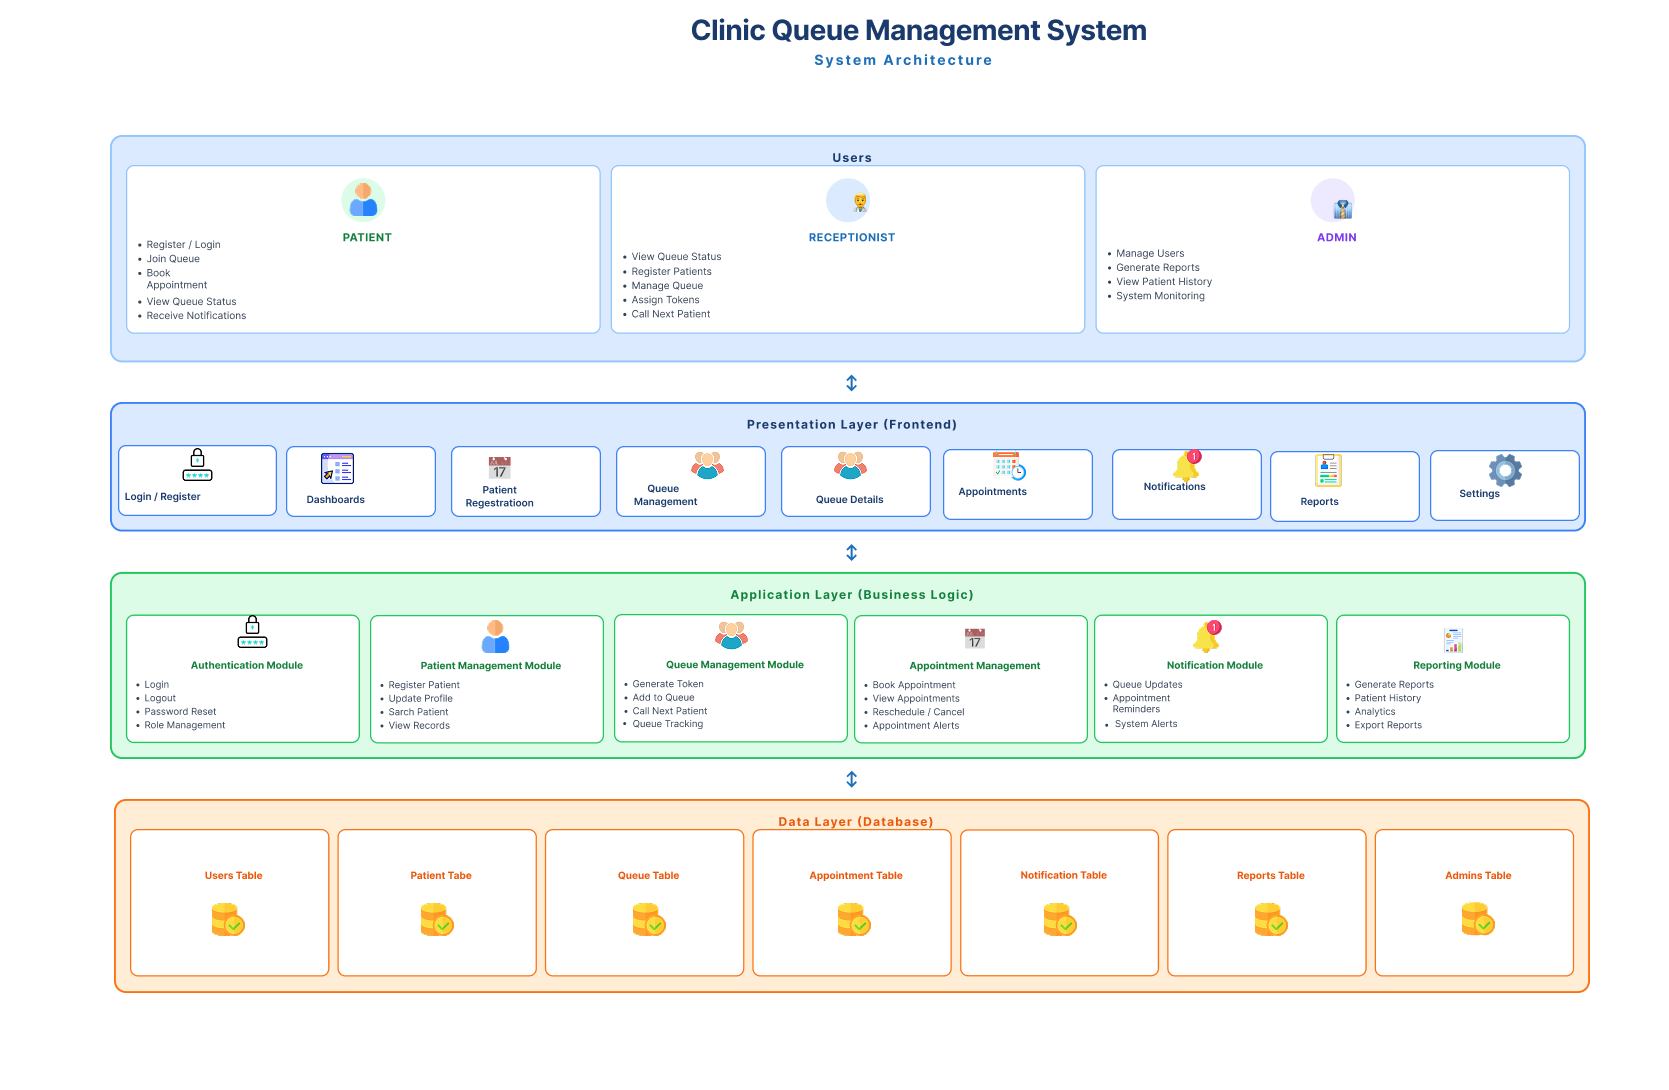 Clinic Queue Management System
System Architecture
Users
PATIENT
• Register / Login
• Join Queue
• Book
Appointment
• View Queue Status
• Receive Notifications
RECEPTIONIST
• View Queue Status
• Register Patients
• Manage Queue
• Assign Tokens
• Call Next Patient
ADMIN
• Manage Users
• Generate Reports
• View Patient History
• System Monitoring
Presentation Layer (Frontend)
Login / Register
Dashboards
17
Patient
Regestratioon
Queue
Management
Queue Details
Appointments
1
Notifications
Reports
Settings
Application Layer (Business Logic)
Authentication Module
• Login
• Logout
• Password Reset
• Role Management
Patient Management Module
• Register Patient
• Update Profile
• Sarch Patient
• View Records
Queue Management Module
• Generate Token
• Add to Queue
• Call Next Patient
• Queue Tracking
17
Appointment Management
• Book Appointment
• View Appointments
• Reschedule / Cancel
• Appointment Alerts
1
Notification Module
• Queue Updates
• Appointment
Reminders
• System Alerts
Reporting Module
• Generate Reports
• Patient History
• Analytics
• Export Reports
Data Layer (Database)
Users Table
Patient Tabe
Queue Table
Appointment Table
Notification Table
Reports Table
Admins Table